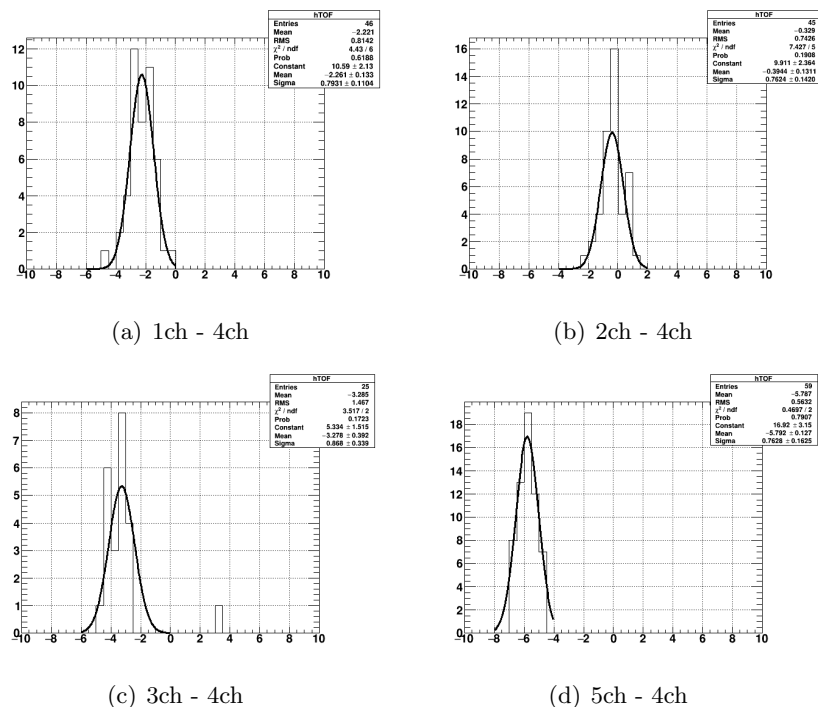 hTOF
Entries 46
Mean −2.221
RMS 0.8142
χ² / ndf 4.43 / 6
Prob 0.6188
Constant 10.59 ± 2.13
Mean −2.261 ± 0.133
Sigma 0.7931 ± 0.1104
12
10
8
6
4
2
0
−10 −8 −6 −4 −2 0 2 4 6 8 10
(a) 1ch - 4ch
hTOF
Entries 45
Mean −0.329
RMS 0.7426
χ² / ndf 7.427 / 5
Prob 0.1908
Constant 9.911 ± 2.364
Mean −0.3944 ± 0.1311
Sigma 0.7624 ± 0.1420
16
14
12
10
8
6
4
2
0
−10 −8 −6 −4 −2 0 2 4 6 8 10
(b) 2ch - 4ch
hTOF
Entries 25
Mean −3.285
RMS 1.467
χ² / ndf 3.517 / 2
Prob 0.1723
Constant 5.334 ± 1.515
Mean −3.278 ± 0.392
Sigma 0.868 ± 0.339
8
7
6
5
4
3
2
1
0
−10 −8 −6 −4 −2 0 2 4 6 8 10
(c) 3ch - 4ch
hTOF
Entries 59
Mean −5.787
RMS 0.5632
χ² / ndf 0.4697 / 2
Prob 0.7907
Constant 16.92 ± 3.15
Mean −5.792 ± 0.127
Sigma 0.7628 ± 0.1625
18
16
14
12
10
8
6
4
2
0
−10 −8 −6 −4 −2 0 2 4 6 8 10
(d) 5ch - 4ch